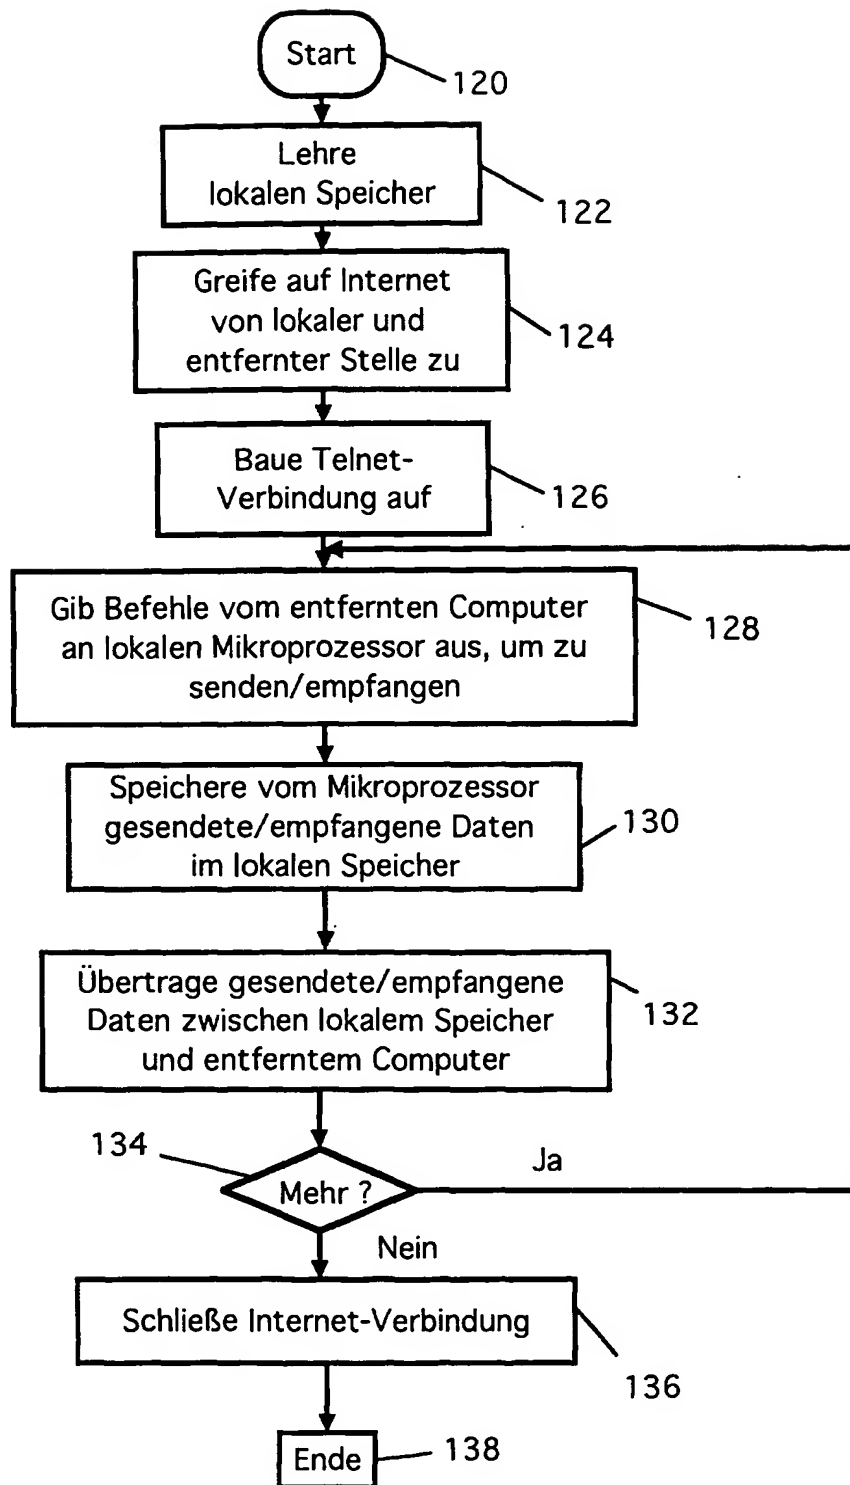 Start
120
Lehre
lokalen Speicher
122
Greife auf Internet
von lokaler und
entfernter Stelle zu
124
Baue Telnet-
Verbindung auf
126
Gib Befehle vom entfernten Computer
an lokalen Mikroprozessor aus, um zu
senden/empfangen
128
Speichere vom Mikroprozessor
gesendete/empfangene Daten
im lokalen Speicher
130
Übertrage gesendete/empfangene
Daten zwischen lokalem Speicher
und entferntem Computer
132
134
Mehr ?
Ja
Nein
Schließe Internet-Verbindung
136
Ende
138